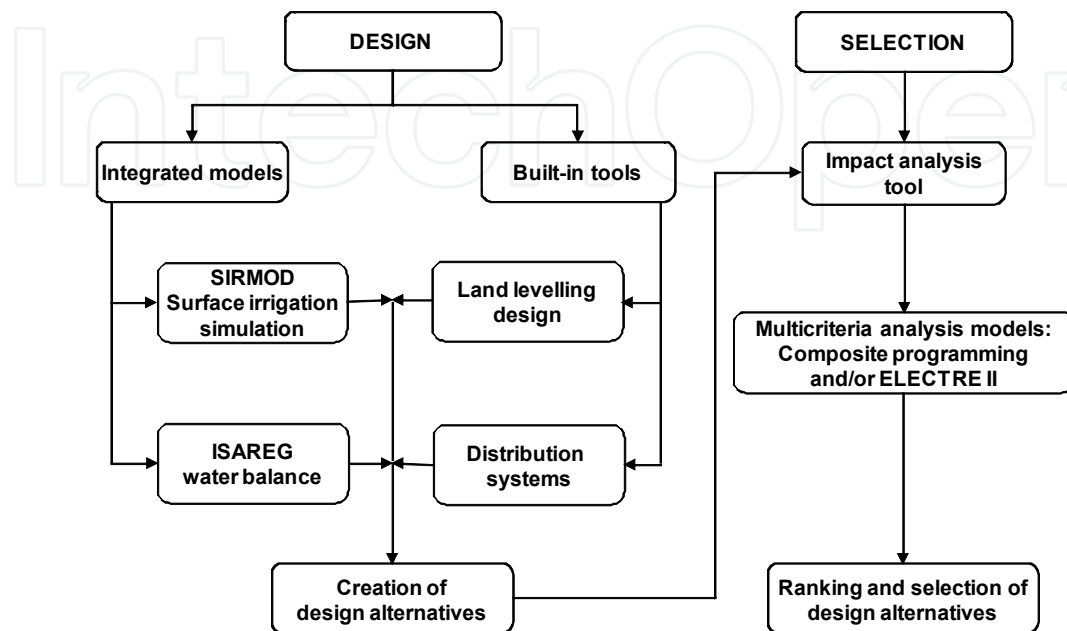 IntechOper
DESIGN
SELECTION
Integrated models
Built-in tools
Impact analysis
tool
SIRMOD
Surface irrigation
simulation
Land levelling
design
Multicriteria analysis models:
Composite programming
and/or ELECTRE II
ISAREG
water balance
Distribution
systems
Creation of
design alternatives
Ranking and selection of
design alternatives